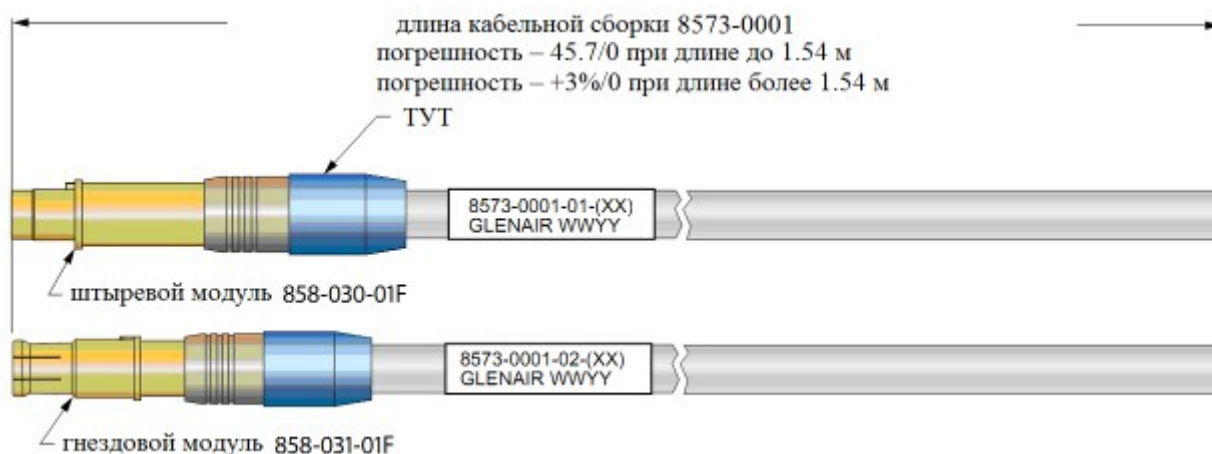 длина кабельной сборки 8573-0001
погрешность – 45.7/0 при длине до 1.54 м
погрешность – +3%/0 при длине более 1.54 м
ТУТ
8573-0001-01-(XX)
GLENAIR WWYY
штыревой модуль 858-030-01F
8573-0001-02-(XX)
GLENAIR WWYY
гнездовой модуль 858-031-01F